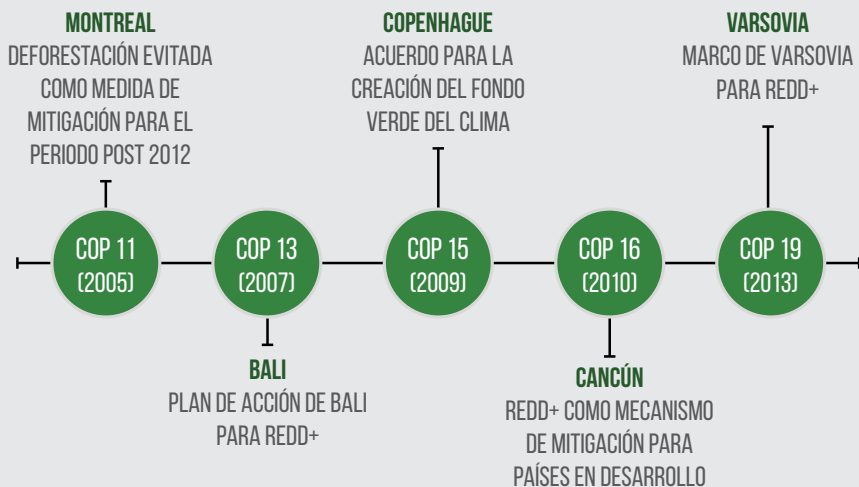 MONTREAL
DEFORESTACIÓN EVITADA
COMO MEDIDA DE
MITIGACIÓN PARA EL
PERIODO POST 2012
COPENHAGUE
ACUERDO PARA LA
CREACIÓN DEL FONDO
VERDE DEL CLIMA
VARSOVIA
MARCO DE VARSOVIA
PARA REDD+
COP 11
(2005)
COP 13
(2007)
COP 15
(2009)
COP 16
(2010)
COP 19
(2013)
BALI
PLAN DE ACCIÓN DE BALI
PARA REDD+
CANCÚN
REDD+ COMO MECANISMO
DE MITIGACIÓN PARA
PAÍSES EN DESARROLLO